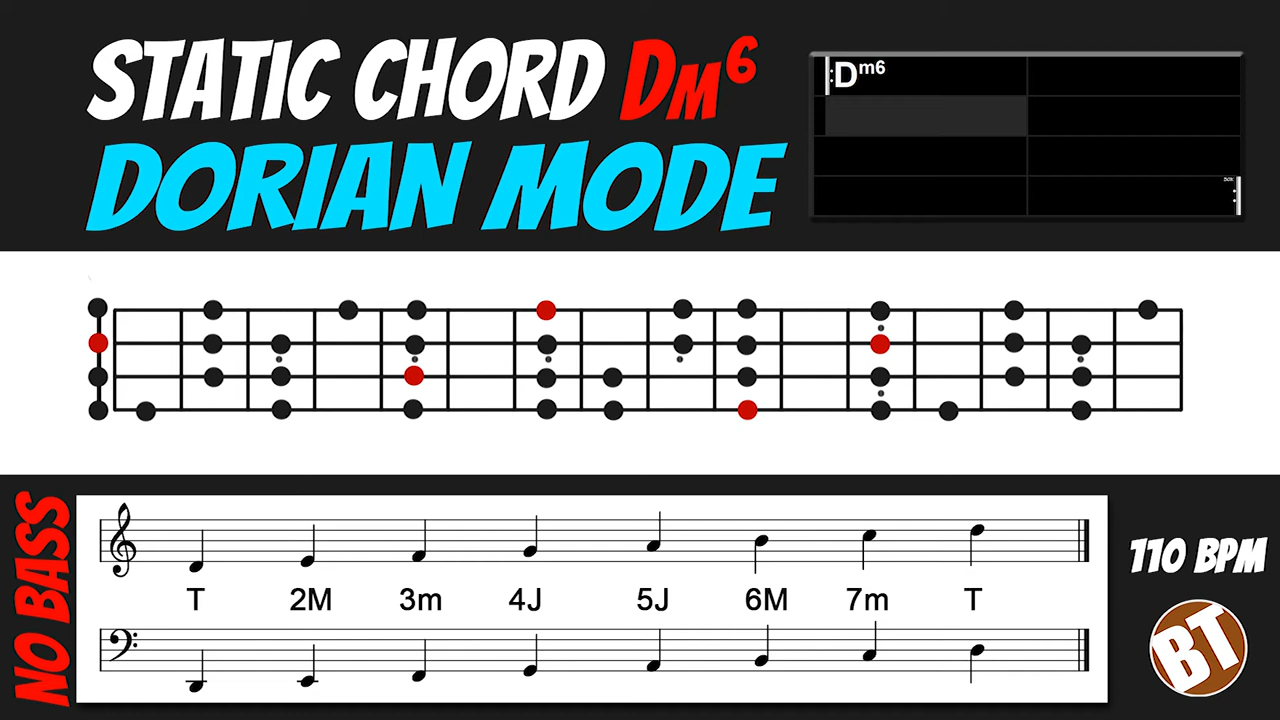 STATIC CHORD Dm6
DORIAN MODE
Dm6
NO BASS
T 2M 3m 4J 5J 6M 7m T
110 BPM
BT